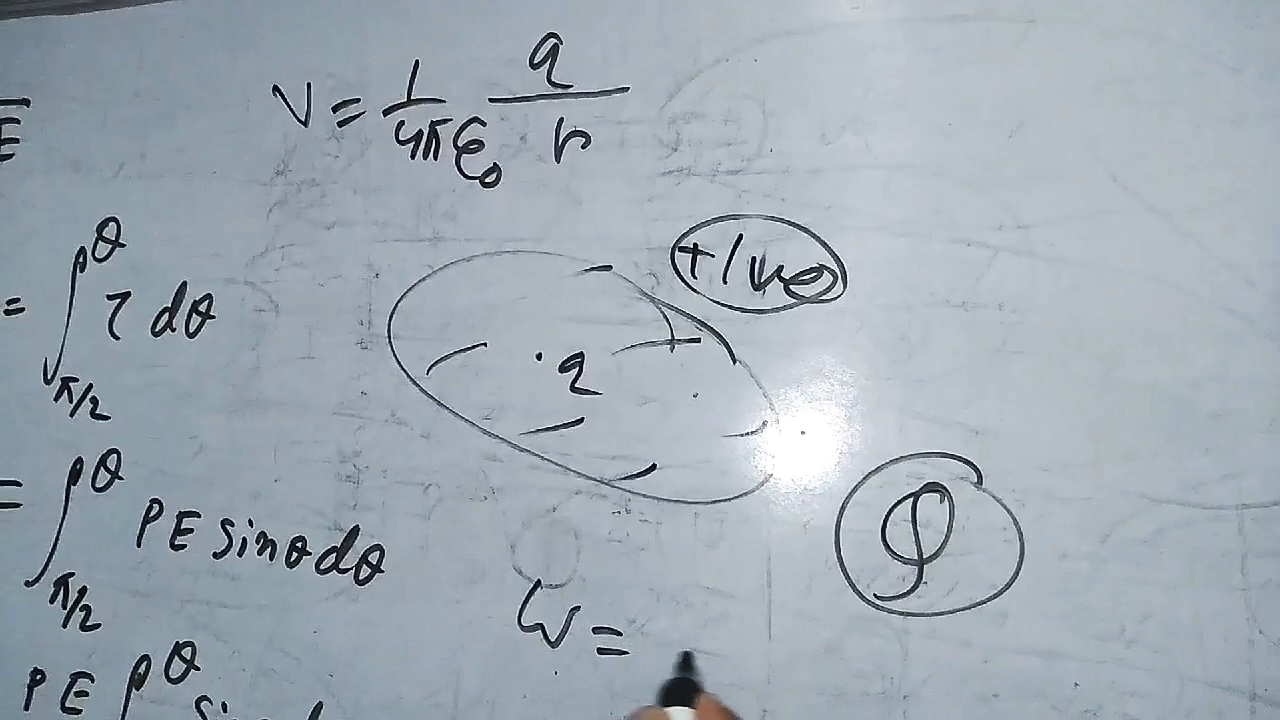 E
V = 1/4πε₀ q/r
+/ve
= ∫_{π/2}^{θ} τ dθ
. q
= ∫_{π/2}^{θ} PE sinθ dθ
φ
W =
PE ∫^{θ}